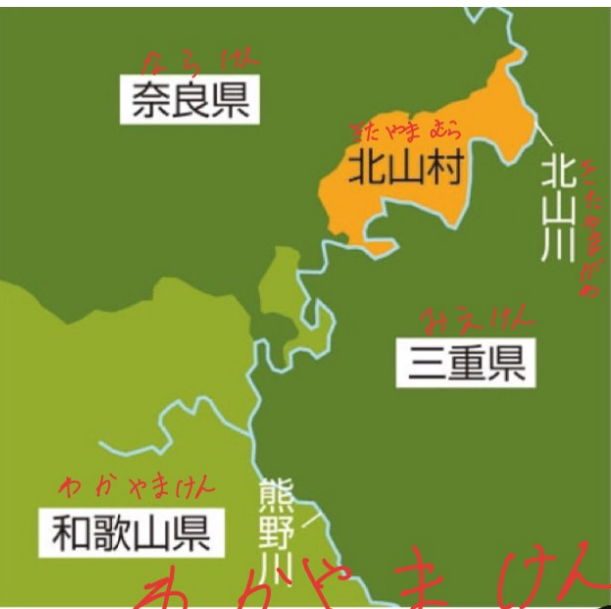 ならけん
奈良県
きたやまむら
北山村
北山川
きたやまがわ
みえけん
三重県
わかやまけん
和歌山県
熊野川
わかやまけん